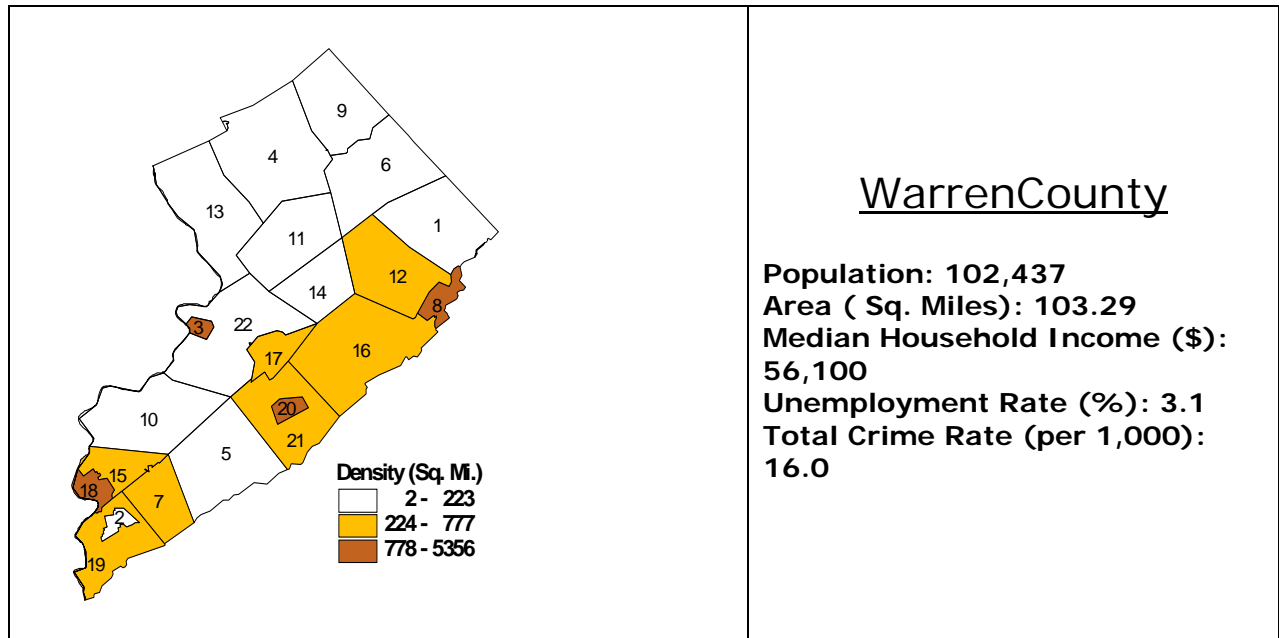 9
4
6
13
1
11
12
14
8
3
22
16
17
20
10
21
5
15
18
7
2
19
Density (Sq. Mi.)
2 - 223
224 - 777
778 - 5356
WarrenCounty
Population: 102,437
Area ( Sq. Miles): 103.29
Median Household Income ($):
56,100
Unemployment Rate (%): 3.1
Total Crime Rate (per 1,000):
16.0